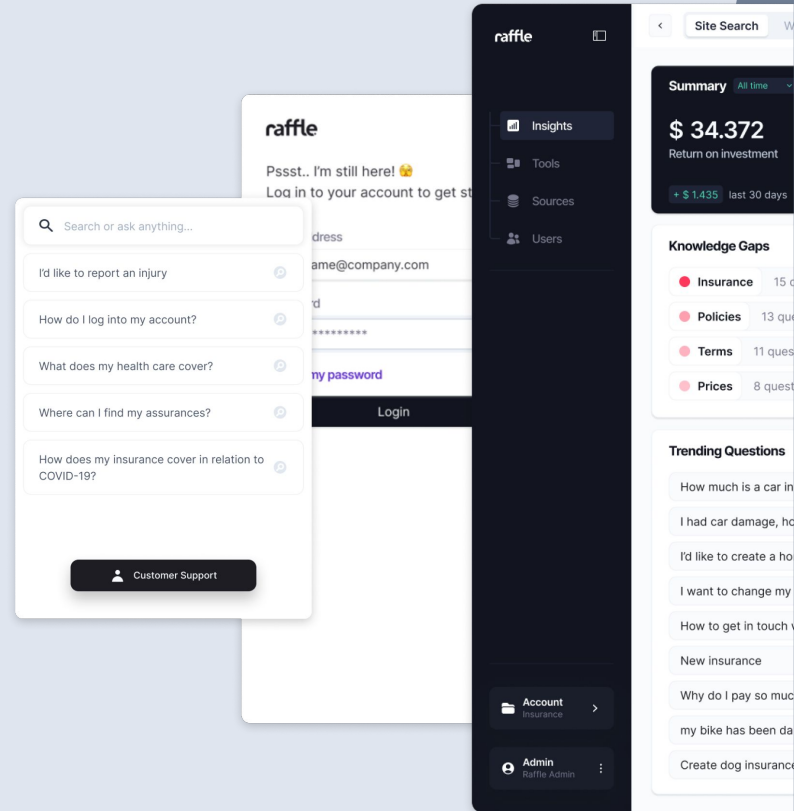 Search or ask anything...
I'd like to report an injury
How do I log into my account?
What does my health care cover?
Where can I find my assurances?
How does my insurance cover in relation to
COVID-19?
Customer Support
raffle
Pssst.. I'm still here! 🫣
Log in to your account to get
ame@company.com
*********
my password
Login
raffle
Insights
Tools
Sources
Users
Account
Insurance
Admin
Raffle Admin
Site Search
Summary
All time
$ 34.372
Return on investment
+ $ 1.435 last 30 days
Knowledge Gaps
Insurance 15
Policies 13
Terms 11
Prices 8
Trending Questions
How much is a car
I had car damage,
I'd like to create a
I want to change my
How to get in touch
New insurance
Why do I pay so
my bike has been
Create dog insurance